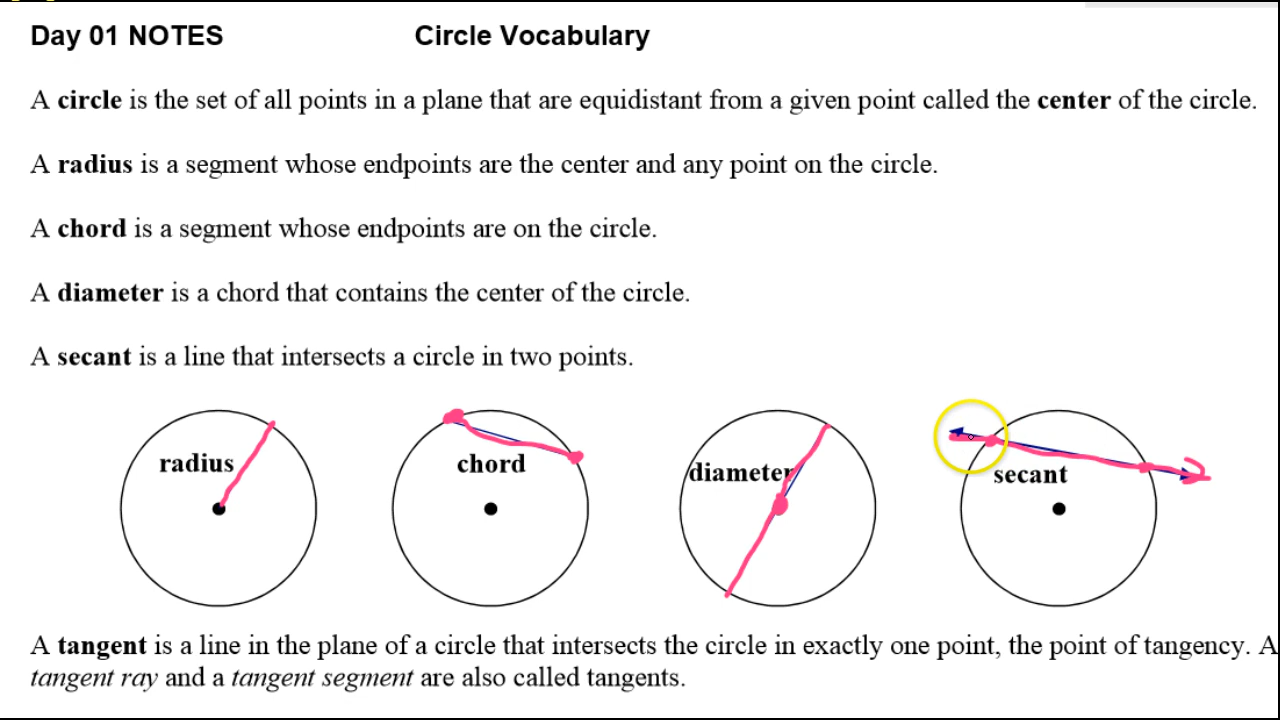 Day 01 NOTES Circle Vocabulary
A circle is the set of all points in a plane that are equidistant from a given point called the center of the circle.
A radius is a segment whose endpoints are the center and any point on the circle.
A chord is a segment whose endpoints are on the circle.
A diameter is a chord that contains the center of the circle.
A secant is a line that intersects a circle in two points.
radius chord diameter secant
A tangent is a line in the plane of a circle that intersects the circle in exactly one point, the point of tangency. A
tangent ray and a tangent segment are also called tangents.